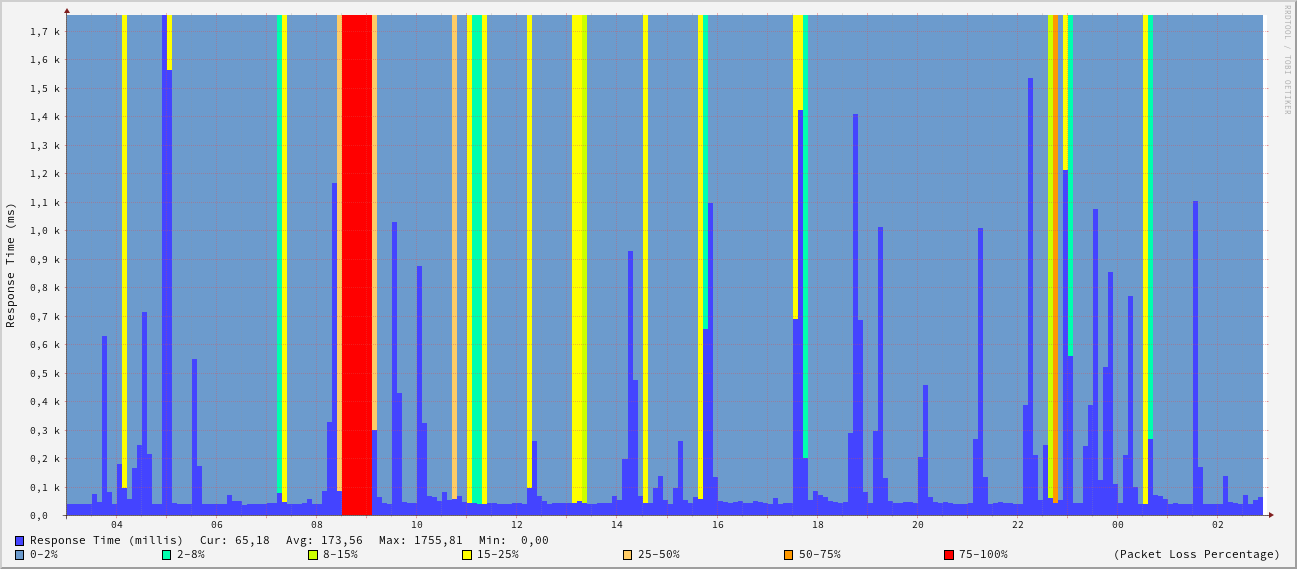 RRDTOOL / TOBI OETIKER
Response Time (ms)
1,7 k
1,6 k
1,5 k
1,4 k
1,3 k
1,2 k
1,1 k
1,0 k
0,9 k
0,8 k
0,7 k
0,6 k
0,5 k
0,4 k
0,3 k
0,2 k
0,1 k
0,0
04 06 08 10 12 14 16 18 20 22 00 02
Response Time (millis) Cur: 65,18 Avg: 173,56 Max: 1755,81 Min: 0,00
0-2% 2-8% 8-15% 15-25% 25-50% 50-75% 75-100% (Packet Loss Percentage)